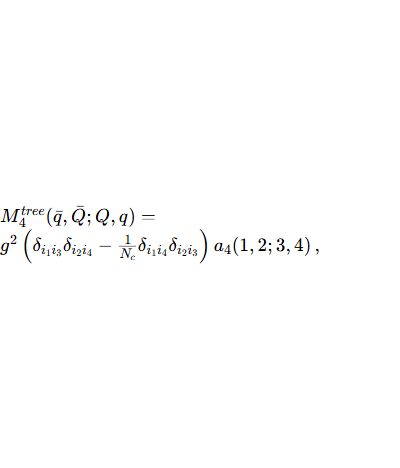 M_4^{tree}(\bar{q}, \bar{Q}; Q, q) =
g^2 \left( \delta_{i_1 i_3} \delta_{i_2 i_4} - \frac{1}{N_c} \delta_{i_1 i_4} \delta_{i_2 i_3} \right) a_4(1, 2; 3, 4) ,